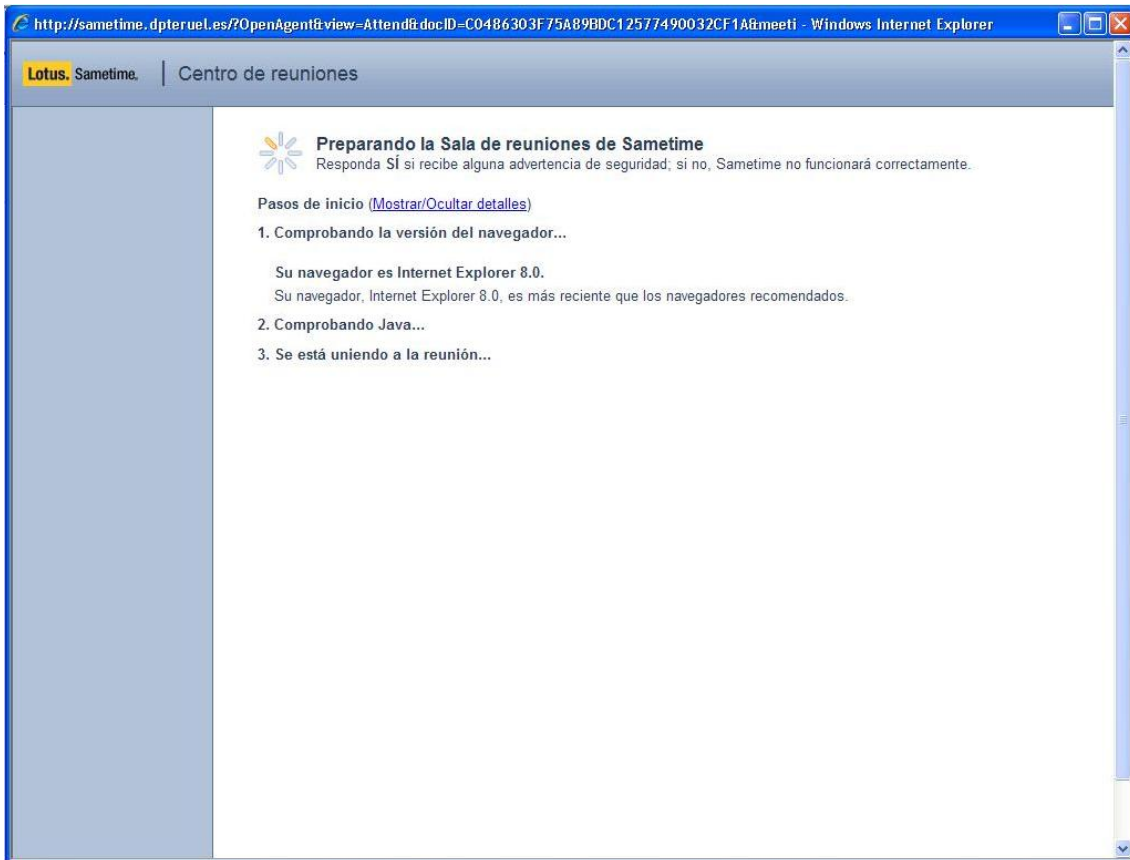 http://sametime.dpteruel.es/?OpenAgent&view=Attend&docID=C0486303F75A89BDC12577490032CF1A&meeti - Windows Internet Explorer
Lotus. Sametime. | Centro de reuniones
Preparando la Sala de reuniones de Sametime
Responda SÍ si recibe alguna advertencia de seguridad; si no, Sametime no funcionará correctamente.
Pasos de inicio (Mostrar/Ocultar detalles)
1. Comprobando la versión del navegador...
Su navegador es Internet Explorer 8.0.
Su navegador, Internet Explorer 8.0, es más reciente que los navegadores recomendados.
2. Comprobando Java...
3. Se está uniendo a la reunión...